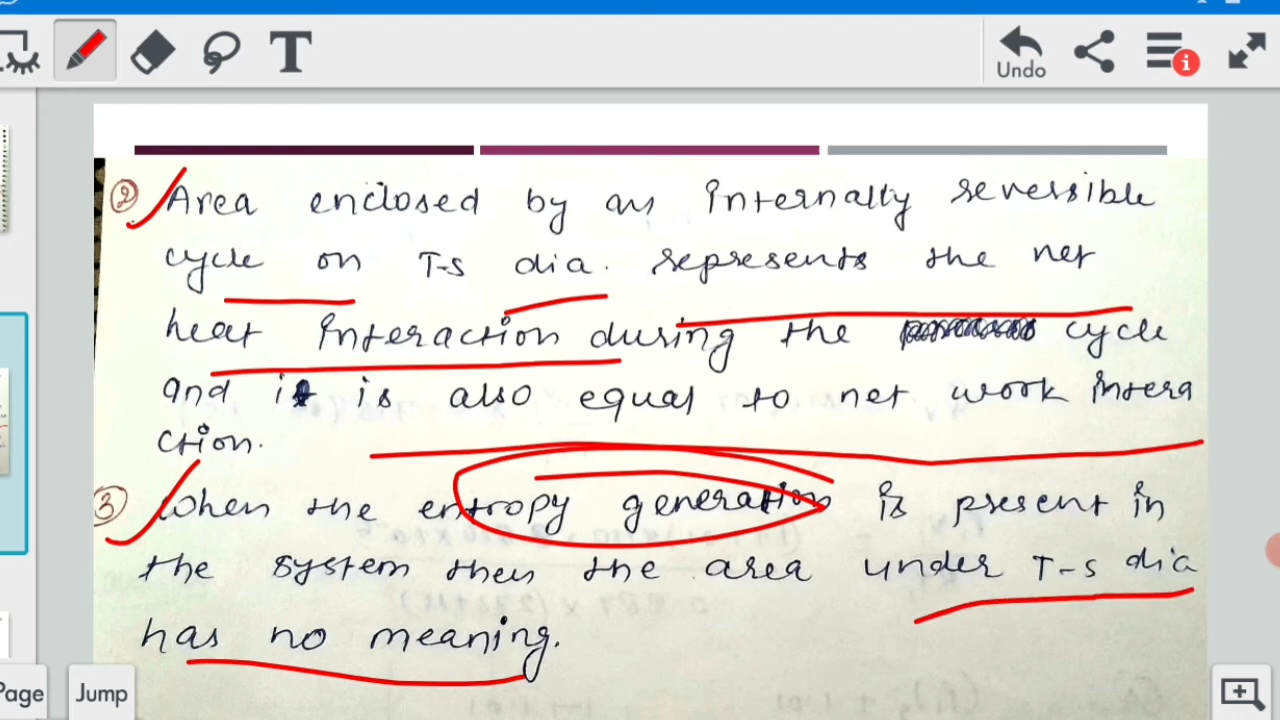 T
Undo
i
② Area enclosed by an Internally reversible
cycle on T-S dia. represents the net
heat Interaction during the cycle
and it is also equal to net work intera
ction.
③ When the entropy generation is present in
the system then the area under T-s dia
has no meaning.
Page
Jump